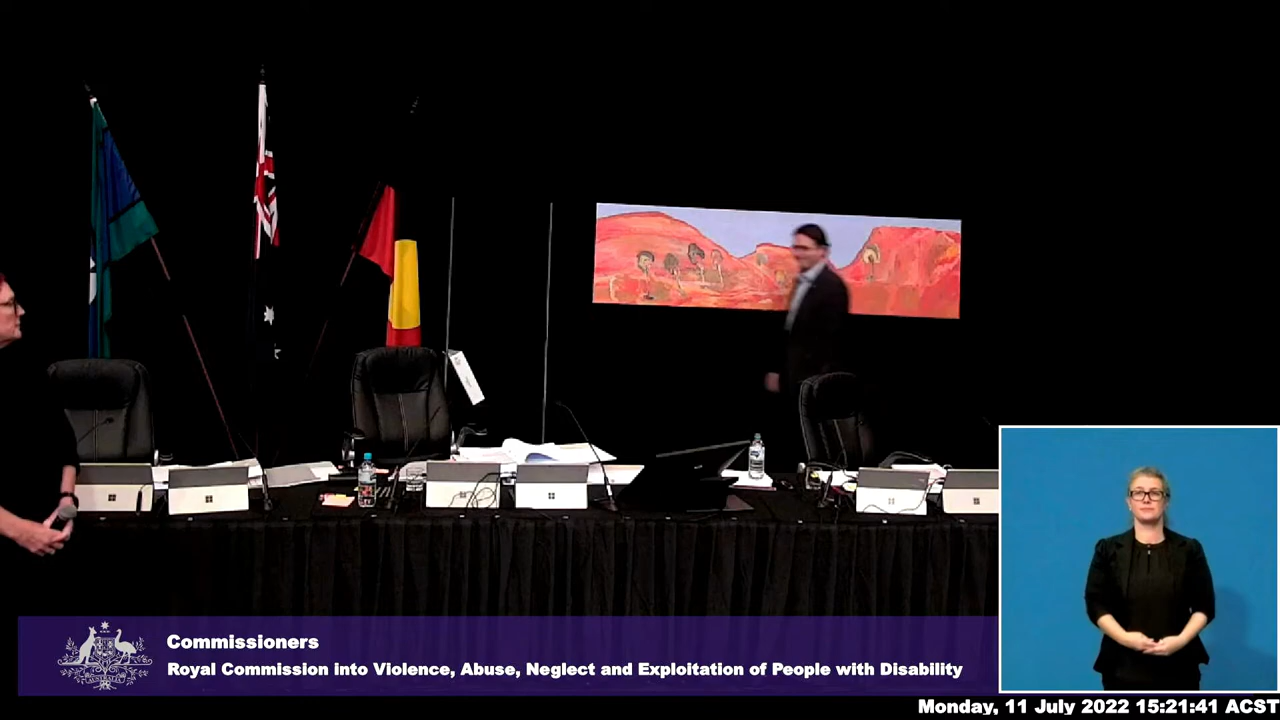 Commissioners
Royal Commission into Violence, Abuse, Neglect and Exploitation of People with Disability
Monday, 11 July 2022 15:21:41 ACST